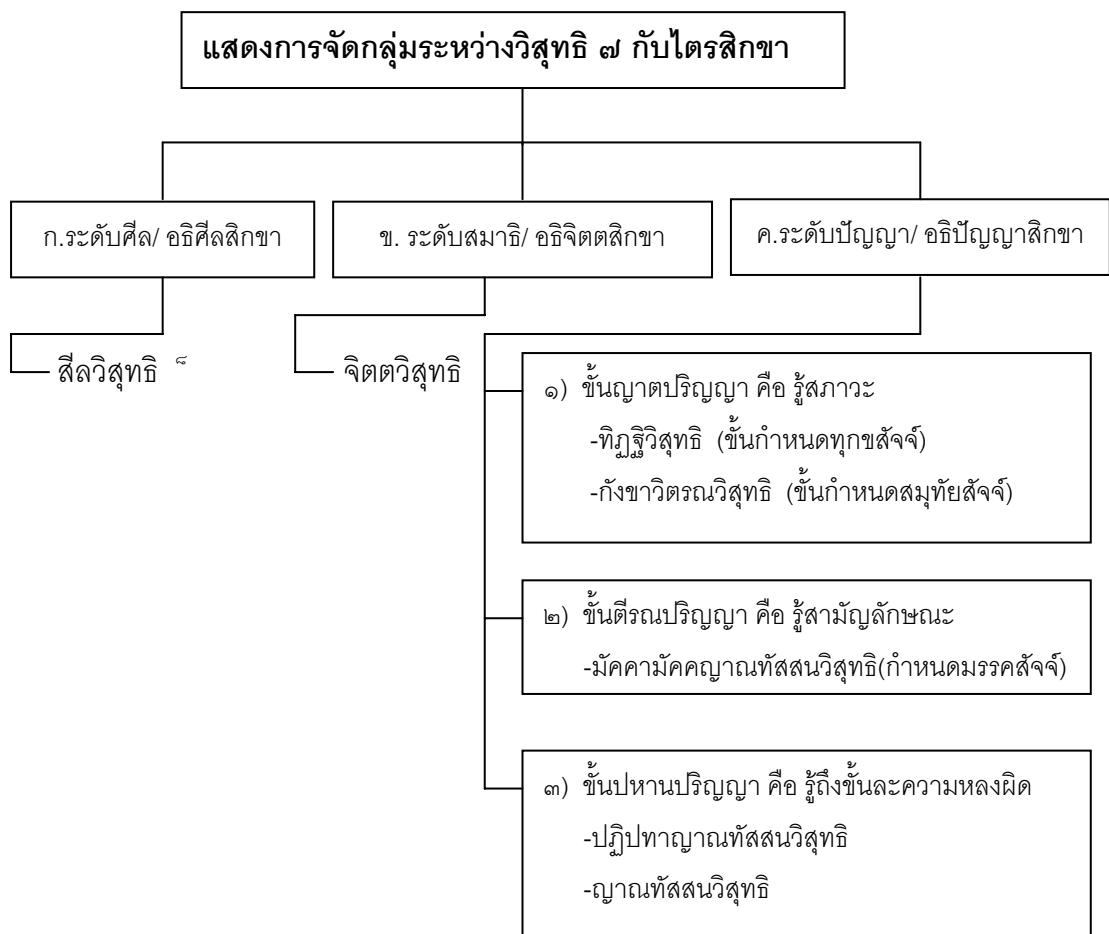 แสดงการจัดกลุ่มระหว่างวิสุทธิ ๗ กับไตรสิกขา
ก.ระดับศีล/ อธิศีลสิกขา
ข. ระดับสมาธิ/ อธิจิตตสิกขา
ค.ระดับปัญญา/ อธิปัญญาสิกขา
สีลวิสุทธิ
จิตตวิสุทธิ
๑) ขั้นญาตปริญญา คือ รู้สภาวะ
-ทิฏฐิวิสุทธิ (ขั้นกำหนดทุกขสัจจ์)
-กังขาวิตรณวิสุทธิ (ขั้นกำหนดสมุทัยสัจจ์)
๒) ขั้นตีรณปริญญา คือ รู้สามัญลักษณะ
-มัคคามัคคญาณทัสสนวิสุทธิ(กำหนดมรรคสัจจ์)
๓) ขั้นปหานปริญญา คือ รู้ถึงขั้นละความหลงผิด
-ปฏิปทาญาณทัสสนวิสุทธิ
-ญาณทัสสนวิสุทธิ